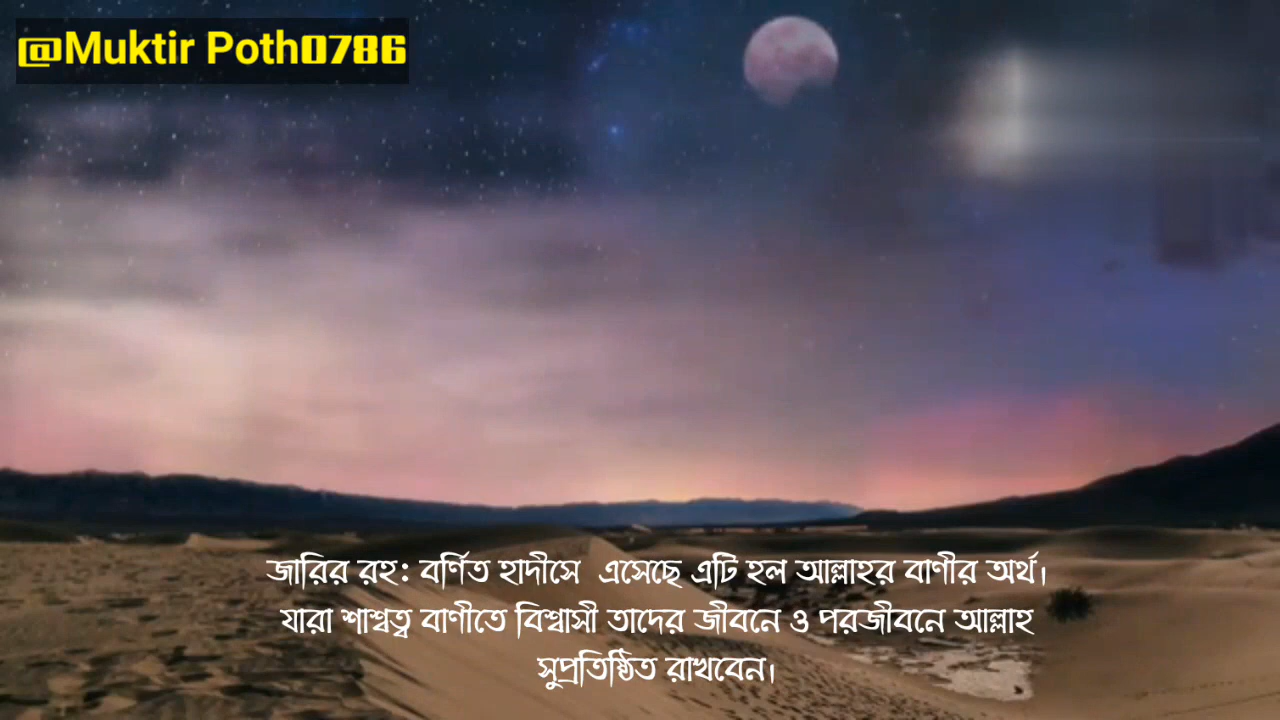 @Muktir Poth0786
জারির রহ: বর্ণিত হাদীসে এসেছে এটি হল আল্লাহর বাণীর অর্থ।
যারা শাশ্বত্ব বাণীতে বিশ্বাসী তাদের জীবনে ও পরজীবনে আল্লাহ
সুপ্রতিষ্ঠিত রাখবেন।